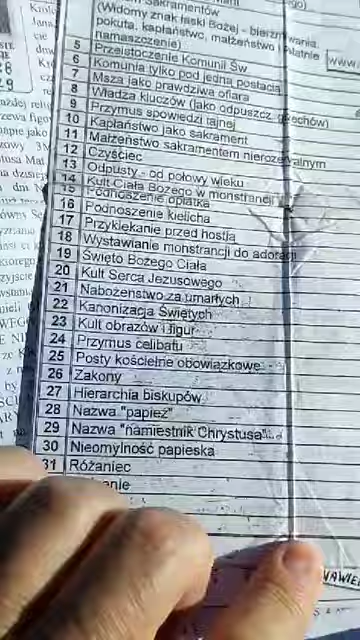 Sakramentów
(Widomy znak łaski Bożej - bierzmowania,
pokuta, kapłaństwo, małżeństwo i ostatnie
namaszczenie)
5 Przeistoczenie Komunii Św
6 Komunia tylko pod jedną postacią
7 Msza jako prawdziwa ofiara
8 Władza kluczów (jako odpuszcz. grzechów)
9 Przymus spowiedzi tajnej
10 Kapłaństwo jako sakrament
11 Małżeństwo sakramentem nierozerwalnym
12 Czyściec
13 Odpusty - od połowy wieku
14 Kult Ciała Bożego w monstrancji
15 Podnoszenie opłatka
16 Podnoszenie kielicha
17 Przyklękanie przed hostią
18 Wystawianie monstrancji do adoracji
19 Święto Bożego Ciała
20 Kult Serca Jezusowego
21 Nabożeństwo za umarłych
22 Kanonizacja Świętych
23 Kult obrazów i figur
24 Przymus celibatu
25 Posty kościelne obowiązkowe
26 Zakony
27 Hierarchia biskupów
28 Nazwa "papież"
29 Nazwa "namiestnik Chrystusa"
30 Nieomylność papieska
31 Różaniec